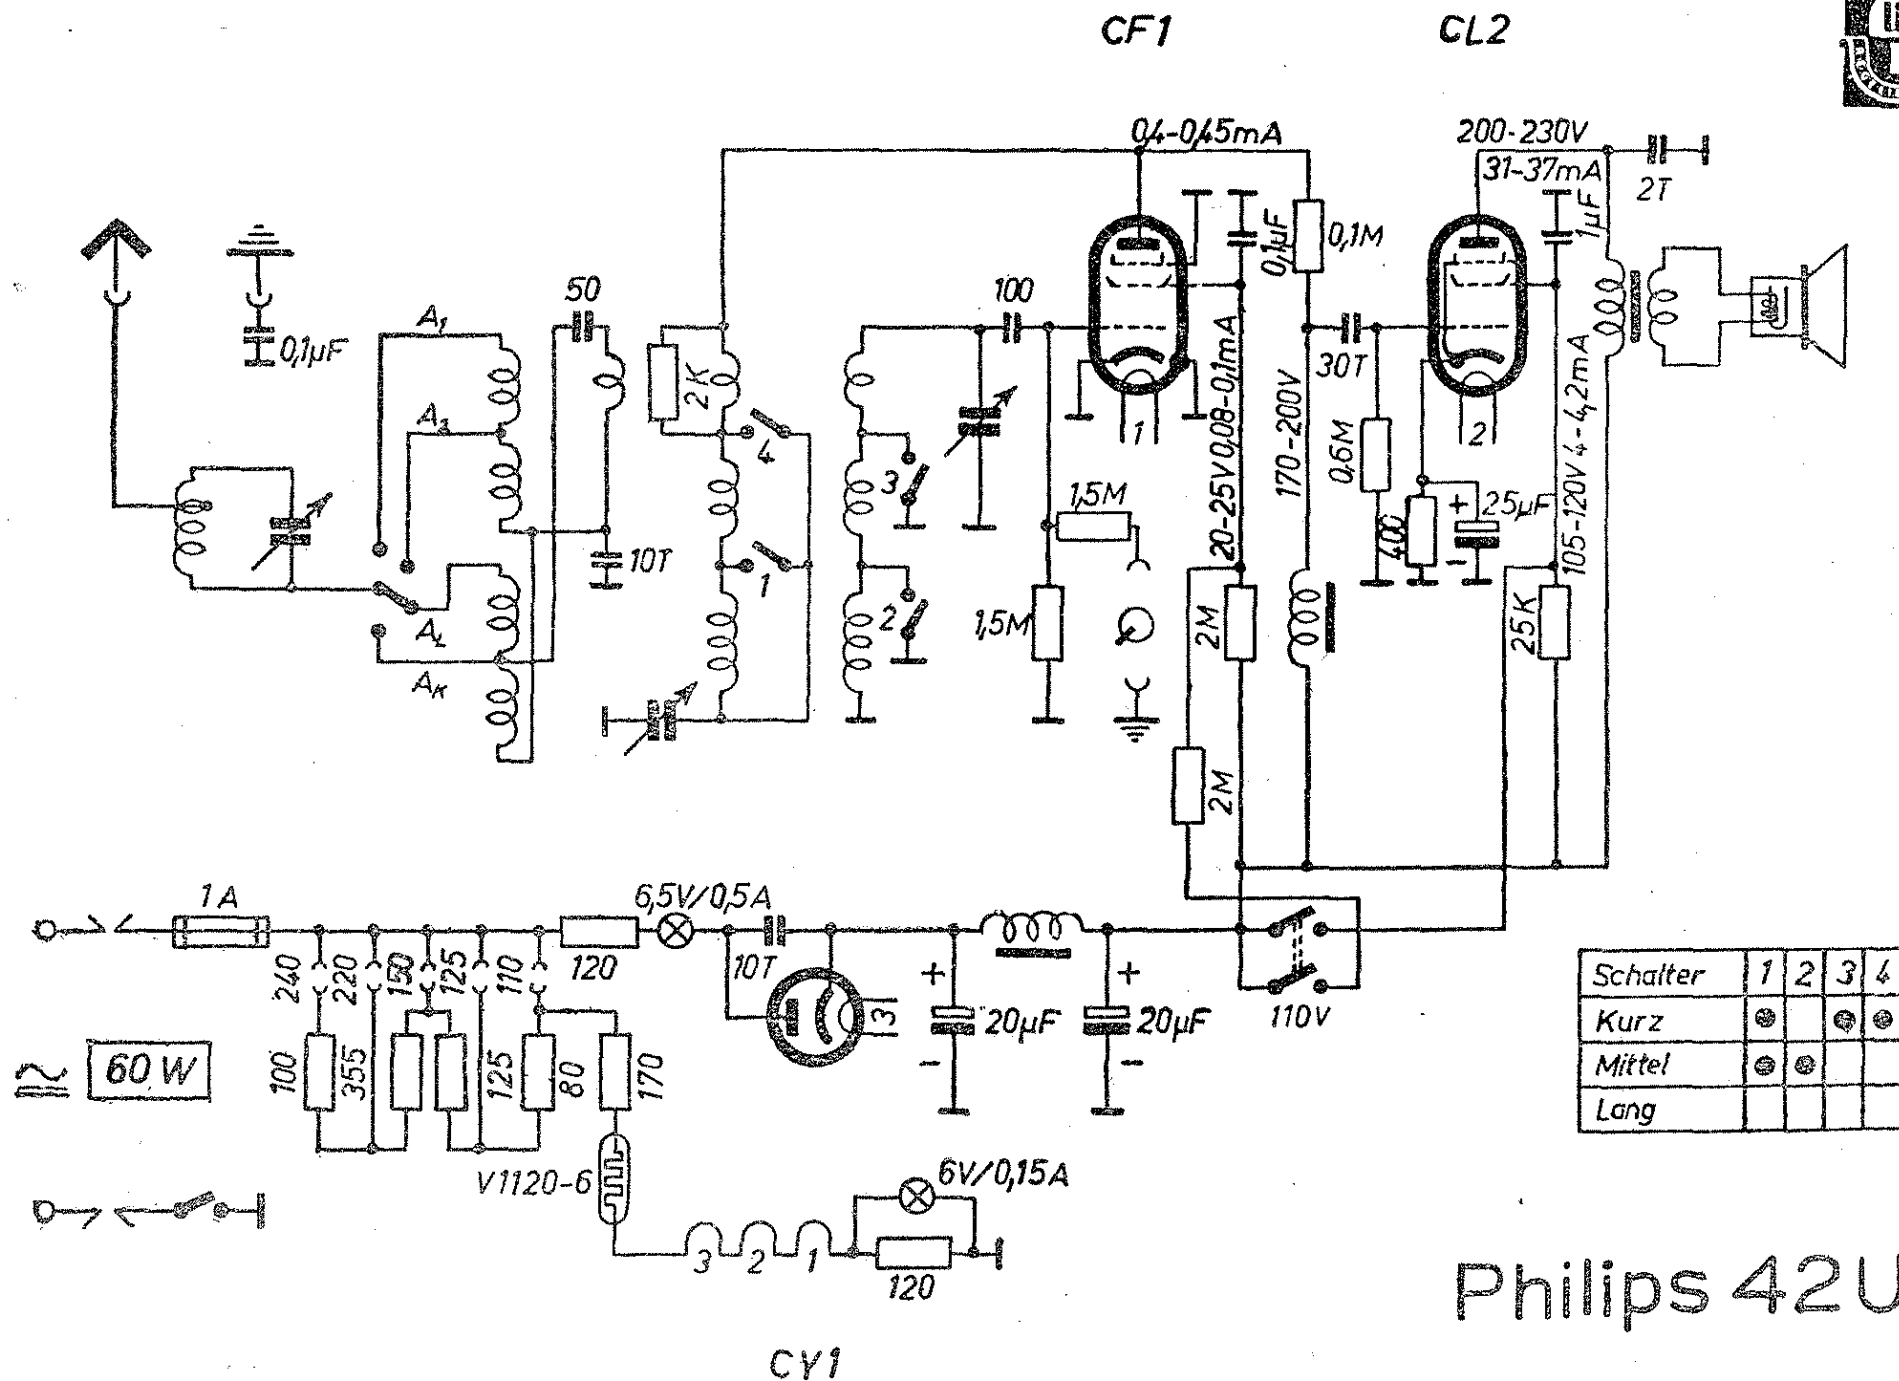 CF1
CL2
0,4-0,45mA
200-230V
31-37mA
2T
1µF
0,1µF
0,1M
50
100
A1
A3
0,1µF
2K
30T
4
3
1
2
20-25V 0,08-0,1mA
170-200V
0,6M
105-120V 4-4,2mA
1,5M
400
+
25µF
-
10T
1
2
1,5M
2M
25K
AL
AK
2M
1A
6,5V/0,5A
240
220
150
125
110
120
10T
3
+
20µF
-
+
20µF
-
110V
Schalter 1 2 3 4
Kurz
Mittel
Lang
60 W
100
355
125
80
170
V1120-6
6V/0,15A
3
2
1
120
Philips 42U
CY1